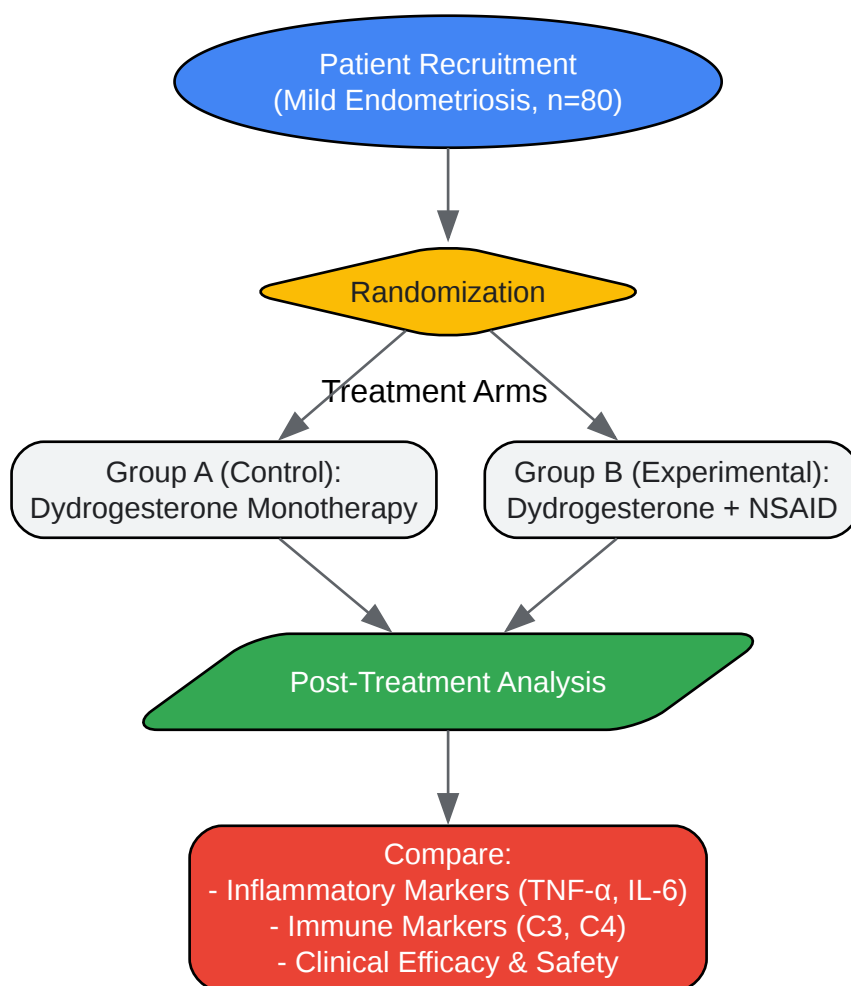 Patient Recruitment
(Mild Endometriosis, n=80)
Randomization
Treatment Arms
Group A (Control):
Dydrogesterone Monotherapy
Group B (Experimental):
Dydrogesterone + NSAID
Post-Treatment Analysis
Compare:
- Inflammatory Markers (TNF-α, IL-6)
- Immune Markers (C3, C4)
- Clinical Efficacy & Safety